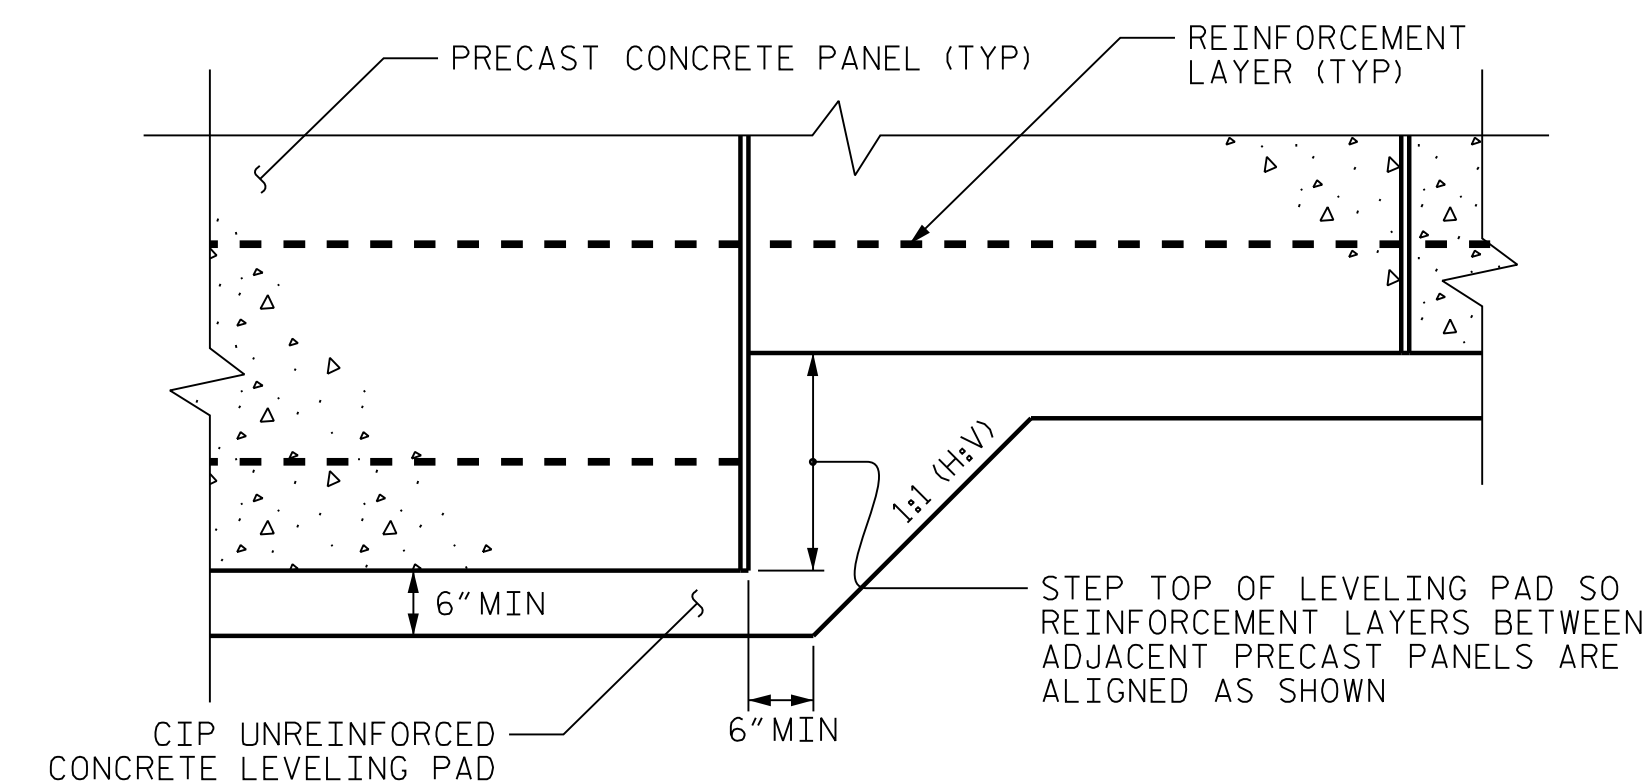 PRECAST CONCRETE PANEL (TYP)
REINFORCEMENT
LAYER (TYP)
1:1 (H:V)
6" MIN
STEP TOP OF LEVELING PAD SO
REINFORCEMENT LAYERS BETWEEN
ADJACENT PRECAST PANELS ARE
ALIGNED AS SHOWN
6" MIN
CIP UNREINFORCED
CONCRETE LEVELING PAD